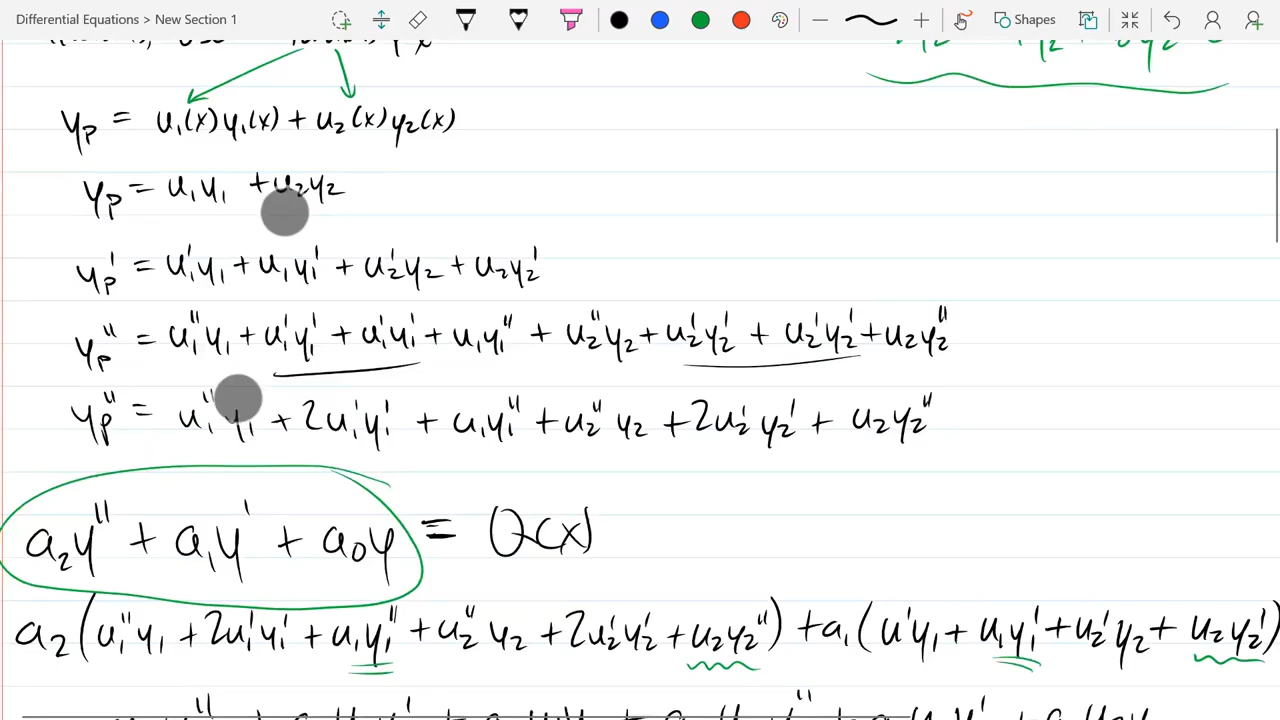 Differential Equations > New Section 1
Shapes
yp = u₁(x)y₁(x) + u₂(x)y₂(x)
yp = u₁y₁ + u₂y₂
yp' = u₁'y₁ + u₁y₁' + u₂'y₂ + u₂y₂'
yp'' = u₁''y₁ + u₁'y₁' + u₁'y₁' + u₁y₁'' + u₂''y₂ + u₂'y₂' + u₂'y₂' + u₂y₂''
yp'' = u₁''y₁ + 2u₁'y₁' + u₁y₁'' + u₂''y₂ + 2u₂'y₂' + u₂y₂''
a₂y'' + a₁y' + a₀y = Q(x)
a₂(u₁''y₁ + 2u₁'y₁' + u₁y₁'' + u₂''y₂ + 2u₂'y₂' + u₂y₂'') + a₁(u'y₁ + u₁y₁' + u₂'y₂ + u₂y₂')